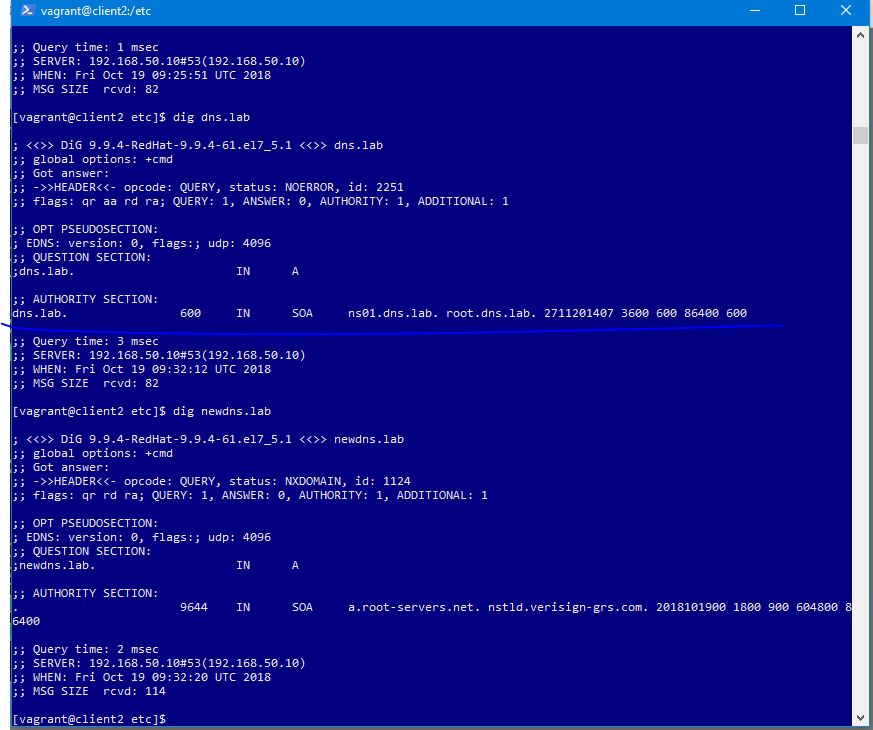 vagrant@client2:/etc
;; Query time: 1 msec
;; SERVER: 192.168.50.10#53(192.168.50.10)
;; WHEN: Fri Oct 19 09:25:51 UTC 2018
;; MSG SIZE  rcvd: 82
[vagrant@client2 etc]$ dig dns.lab
; <<>> DiG 9.9.4-RedHat-9.9.4-61.el7_5.1 <<>> dns.lab
;; global options: +cmd
;; Got answer:
;; ->>HEADER<<- opcode: QUERY, status: NOERROR, id: 2251
;; flags: qr aa rd ra; QUERY: 1, ANSWER: 0, AUTHORITY: 1, ADDITIONAL: 1
;; OPT PSEUDOSECTION:
; EDNS: version: 0, flags:; udp: 4096
;; QUESTION SECTION:
;dns.lab.                       IN      A
;; AUTHORITY SECTION:
dns.lab.                600     IN      SOA     ns01.dns.lab. root.dns.lab. 2711201407 3600 600 86400 600
;; Query time: 3 msec
;; SERVER: 192.168.50.10#53(192.168.50.10)
;; WHEN: Fri Oct 19 09:32:12 UTC 2018
;; MSG SIZE  rcvd: 82
[vagrant@client2 etc]$ dig newdns.lab
; <<>> DiG 9.9.4-RedHat-9.9.4-61.el7_5.1 <<>> newdns.lab
;; global options: +cmd
;; Got answer:
;; ->>HEADER<<- opcode: QUERY, status: NXDOMAIN, id: 1124
;; flags: qr rd ra; QUERY: 1, ANSWER: 0, AUTHORITY: 1, ADDITIONAL: 1
;; OPT PSEUDOSECTION:
; EDNS: version: 0, flags:; udp: 4096
;; QUESTION SECTION:
;newdns.lab.                    IN      A
;; AUTHORITY SECTION:
.                       9644    IN      SOA     a.root-servers.net. nstld.verisign-grs.com. 2018101900 1800 900 604800 8
6400
;; Query time: 2 msec
;; SERVER: 192.168.50.10#53(192.168.50.10)
;; WHEN: Fri Oct 19 09:32:20 UTC 2018
;; MSG SIZE  rcvd: 114
[vagrant@client2 etc]$